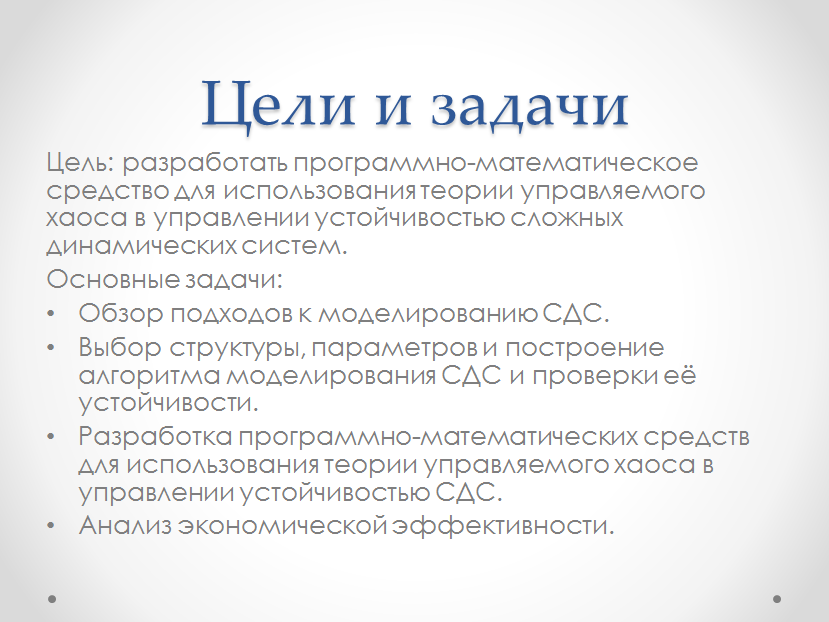 Цели и задачи
Цель: разработать программно-математическое
средство для использования теории управляемого
хаоса в управлении устойчивостью сложных
динамических систем.
Основные задачи:
• Обзор подходов к моделированию СДС.
• Выбор структуры, параметров и построение
алгоритма моделирования СДС и проверки её
устойчивости.
• Разработка программно-математических средств
для использования теории управляемого хаоса в
управлении устойчивостью СДС.
• Анализ экономической эффективности.